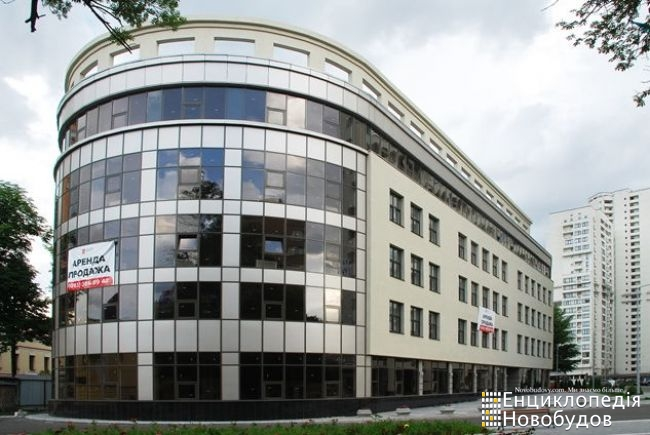 АРЕНДА
ПРОДАЖА
Novobudovy.com. Ми знаємо більше
Енциклопедія
Новобудов